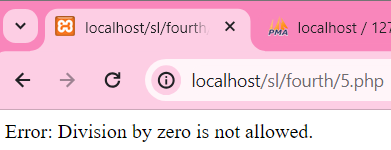 localhost/sl/fourth
localhost / 127
PMA
localhost/sl/fourth/5.php
Error: Division by zero is not allowed.